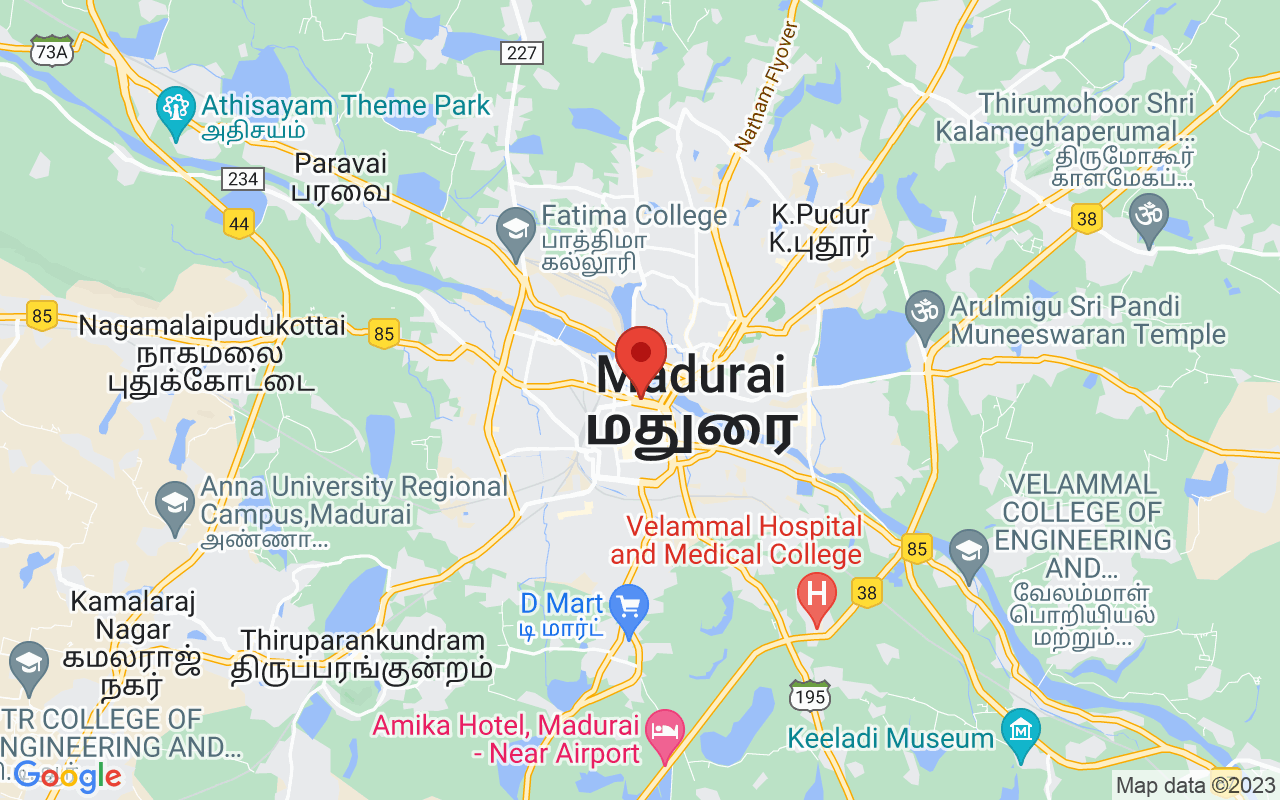 73A
227
Natham Flyover
Athisayam Theme Park
அதிசயம்
Thirumohoor Shri
Kalameghaperumal...
திருமோகூர்
காளமேகப்...
Paravai
பரவை
234
44
Fatima College
பாத்திமா
கல்லூரி
K.Pudur
K.புதூர்
38
85
Nagamalaipudukottai
நாகமலை
புதுக்கோட்டை
85
Arulmigu Sri Pandi
Muneeswaran Temple
Madurai
மதுரை
Anna University Regional
Campus,Madurai
அண்ணா...
VELAMMAL
COLLEGE OF
ENGINEERING
AND...
வேலம்மாள்
பொறியியல்
மற்றும்...
Velammal Hospital
and Medical College
85
38
D Mart
டி மார்ட்
Kamalaraj
Nagar
கமலராஜ்
நகர்
Thiruparankundram
திருப்பரங்குன்றம்
195
TR COLLEGE OF
NGINEERING AND...
Amika Hotel, Madurai
- Near Airport
Keeladi Museum
Google
Map data ©2023